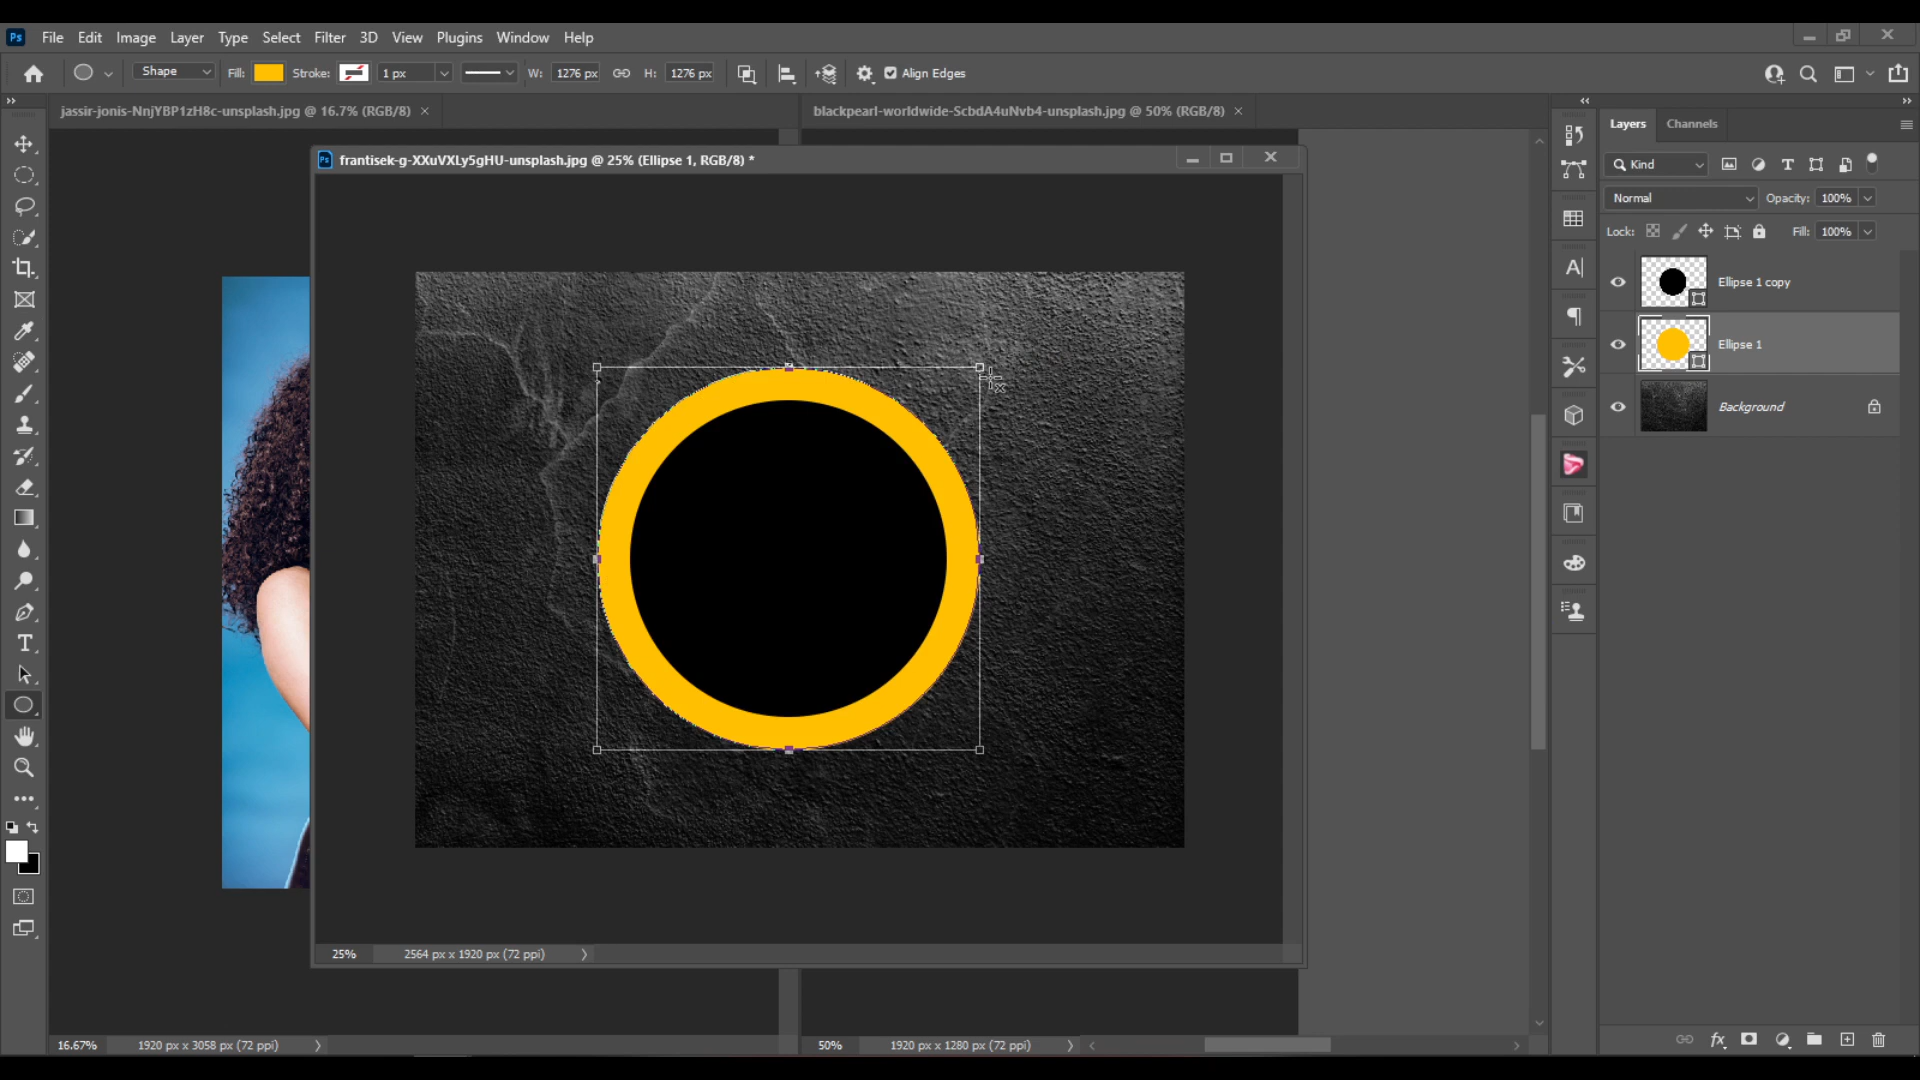 Ps File Edit Image Layer Type Select Filter 3D View Plugins Window Help
Shape Fill: Stroke: 1 px W: 1276 px H: 1276 px Align Edges
jassir-jonis-NnjYBP1zH8c-unsplash.jpg @ 16.7% (RGB/8) ×
blackpearl-worldwide-ScbdA4uNvb4-unsplash.jpg @ 50% (RGB/8) ×
Ps frantisek-g-XXuVXLy5gHU-unsplash.jpg @ 25% (Ellipse 1, RGB/8) *
Layers Channels
Kind
Normal Opacity: 100%
Lock: Fill: 100%
Ellipse 1 copy
Ellipse 1
Background
25% 2564 px x 1920 px (72 ppi)
16.67% 1920 px x 3058 px (72 ppi)
50% 1920 px x 1280 px (72 ppi)
fx